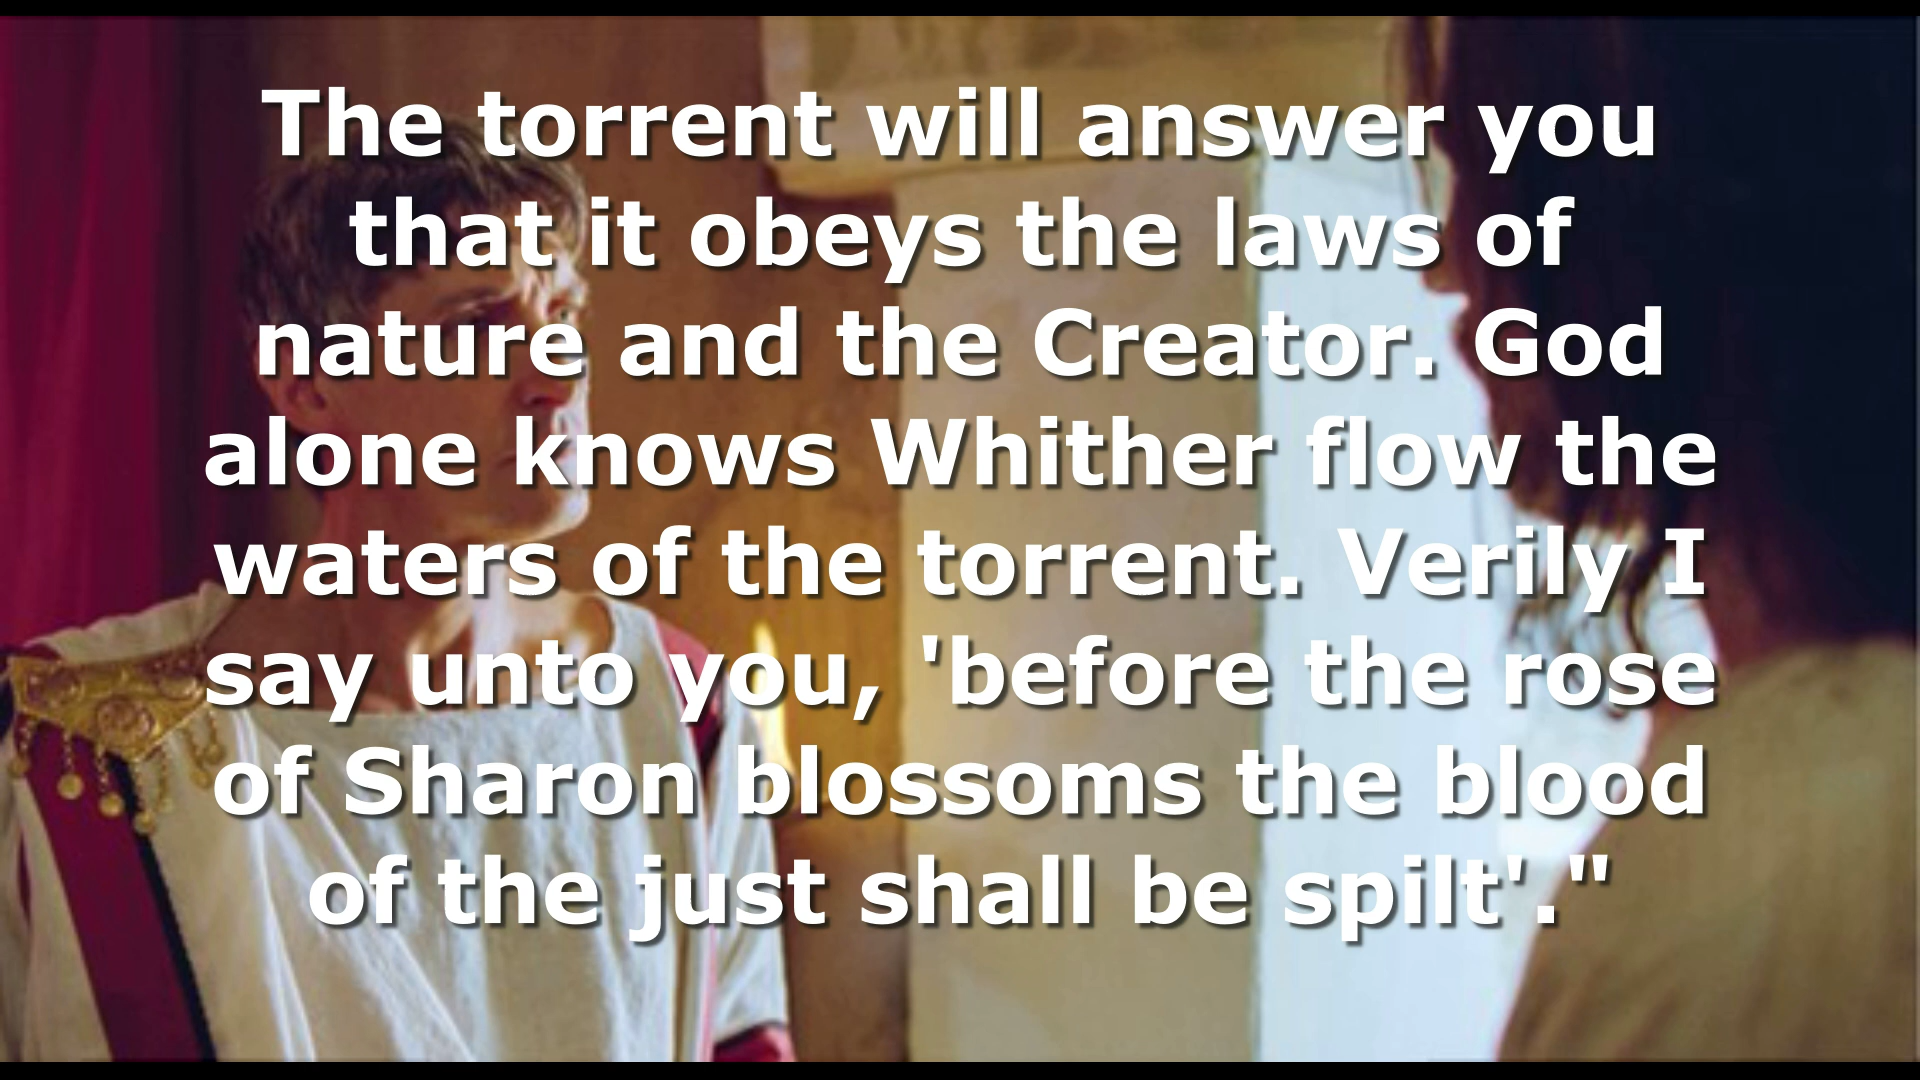 The torrent will answer you
that it obeys the laws of
nature and the Creator. God
alone knows Whither flow the
waters of the torrent. Verily I
say unto you, 'before the rose
of Sharon blossoms the blood
of the just shall be spilt'."